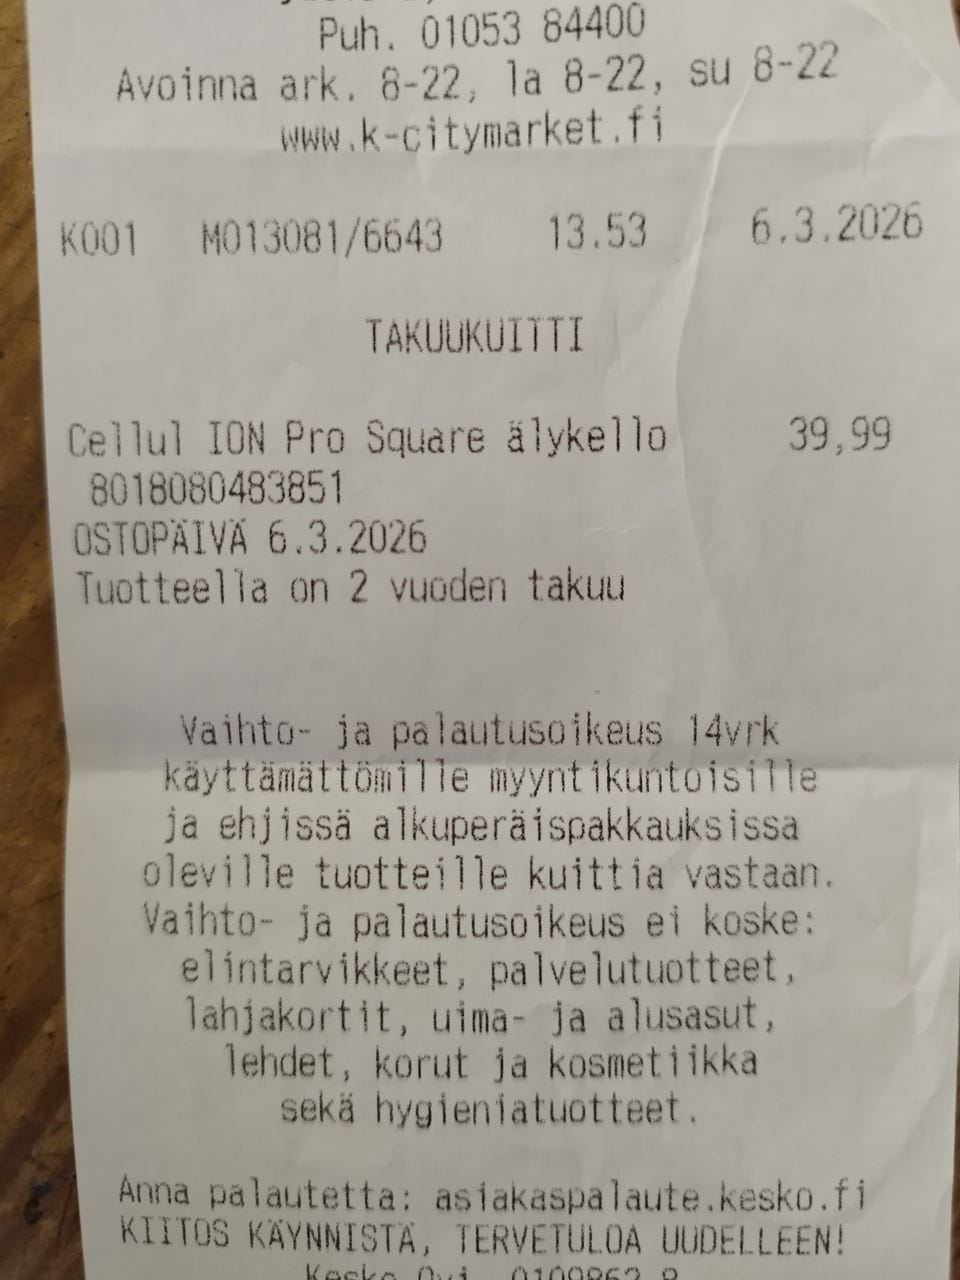 Puh. 01053 84400
Avoinna ark. 8-22, la 8-22, su 8-22
www.k-citymarket.fi
K001 M013081/6643 13.53 6.3.2026
TAKUUKUITTI
Cellul ION Pro Square älykello 39,99
8018080483851
OSTOPÄIVÄ 6.3.2026
Tuotteella on 2 vuoden takuu
Vaihto- ja palautusoikeus 14vrk
käyttämättömille myyntikuntoisille
ja ehjissä alkuperäispakkauksissa
oleville tuotteille kuittia vastaan.
Vaihto- ja palautusoikeus ei koske:
elintarvikkeet, palvelutuotteet,
lahjakortit, uima- ja alusasut,
lehdet, korut ja kosmetiikka
sekä hygieniatuotteet.
Anna palautetta: asiakaspalaute.kesko.fi
KIITOS KÄYNNISTÄ, TERVETULOA UUDELLEEN!
Kesko Oyj